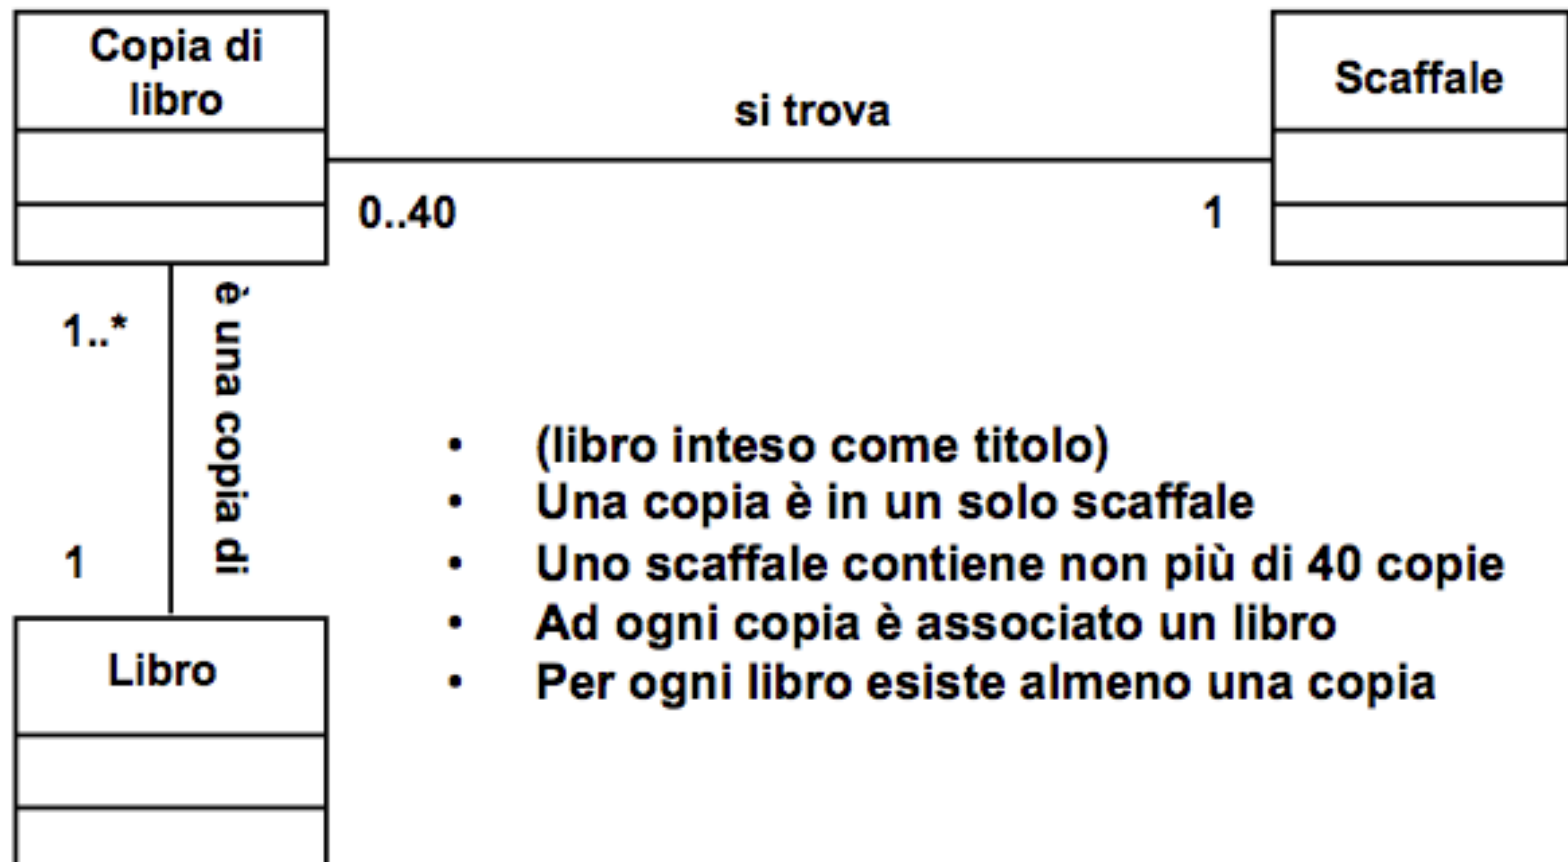 Copia di
libro
Scaffale
si trova
0..40
1
1..*
è una copia di
1
Libro
• (libro inteso come titolo)
• Una copia è in un solo scaffale
• Uno scaffale contiene non più di 40 copie
• Ad ogni copia è associato un libro
• Per ogni libro esiste almeno una copia